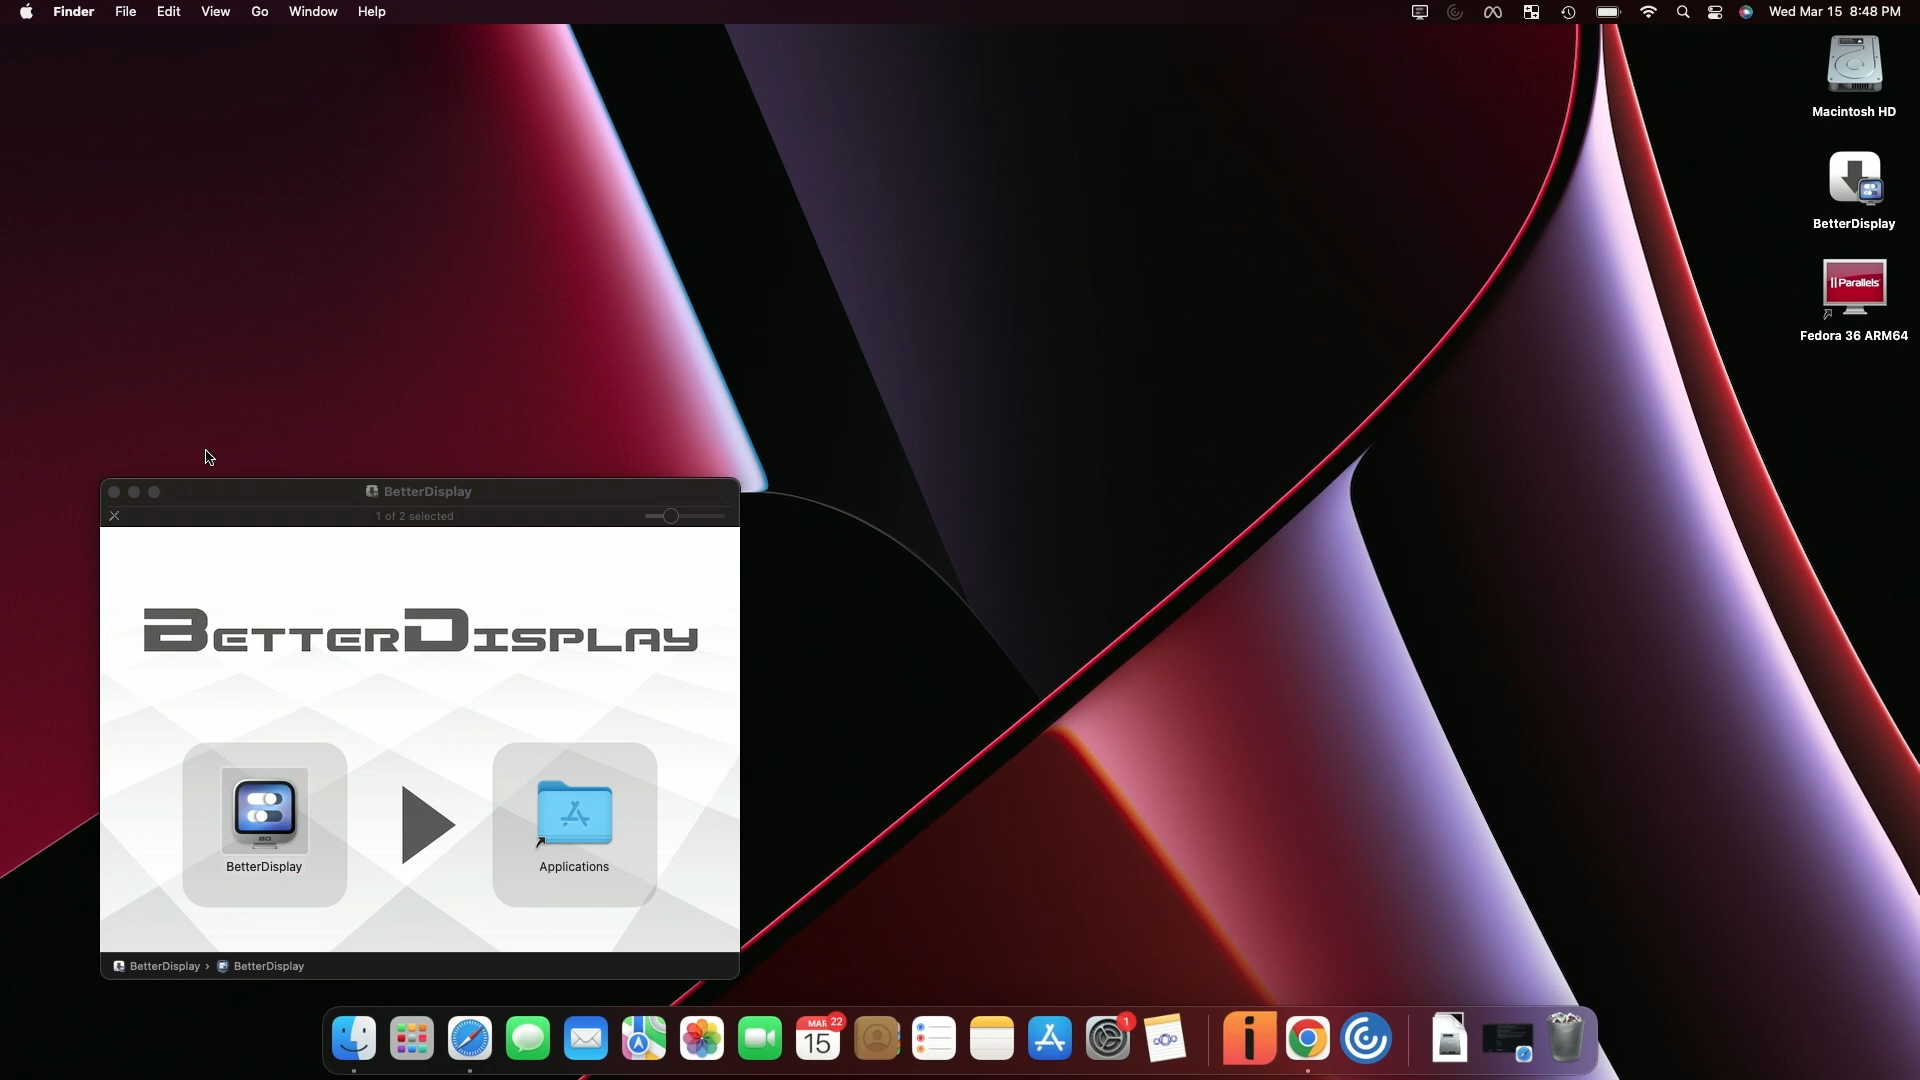 Finder File Edit View Go Window Help
Wed Mar 15 8:48 PM
Macintosh HD
BetterDisplay
Parallels
Fedora 36 ARM64
BetterDisplay
1 of 2 selected
BETTERDISPLAY
BD
BetterDisplay
Applications
BetterDisplay › BetterDisplay
MAR 22
15
1